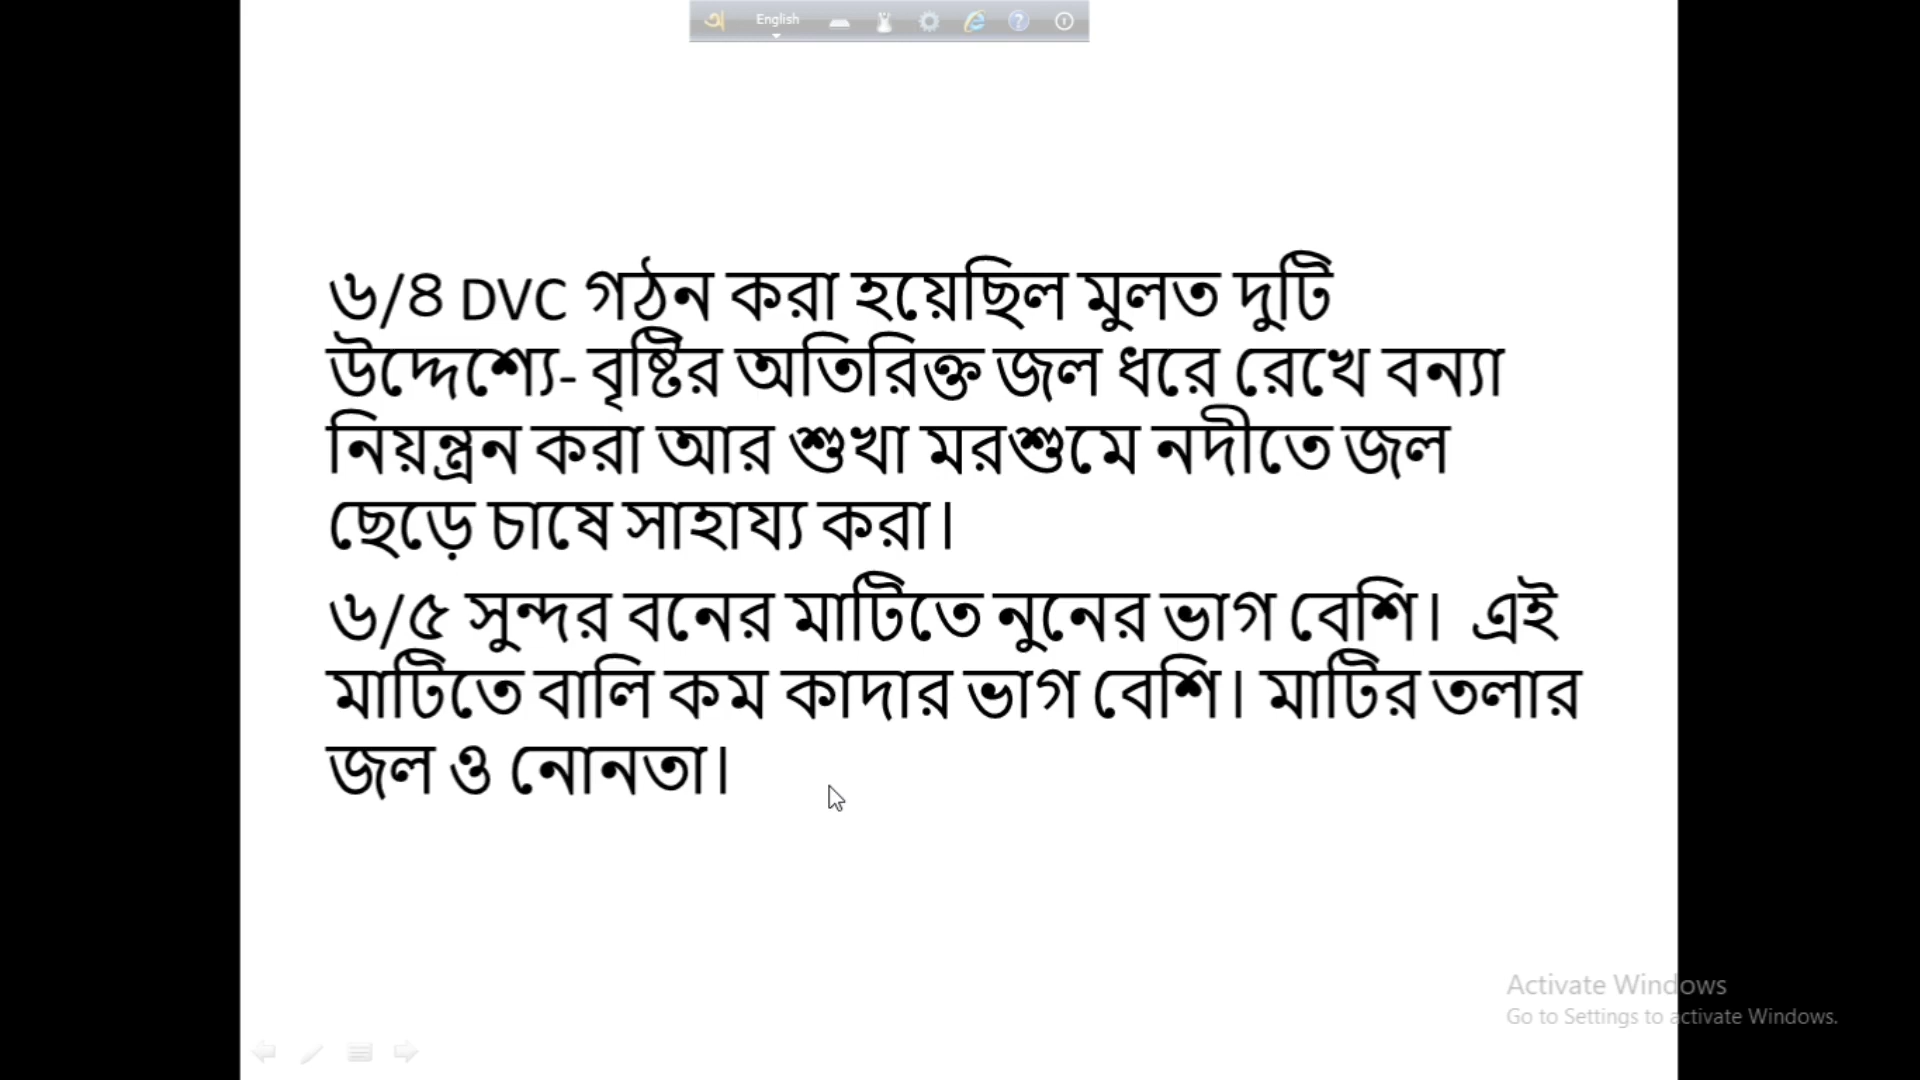 English
৬/৪ DVC গঠন করা হয়েছিল মুলত দুটি
উদ্দেশ্যে- বৃষ্টির অতিরিক্ত জল ধরে রেখে বন্যা
নিয়ন্ত্রন করা আর শুখা মরশুমে নদীতে জল
ছেড়ে চাষে সাহায্য করা।
৬/৫ সুন্দর বনের মাটিতে নুনের ভাগ বেশি। এই
মাটিতে বালি কম কাদার ভাগ বেশি। মাটির তলার
জল ও নোনতা।
Activate Windows
Go to Settings to activate Windows.